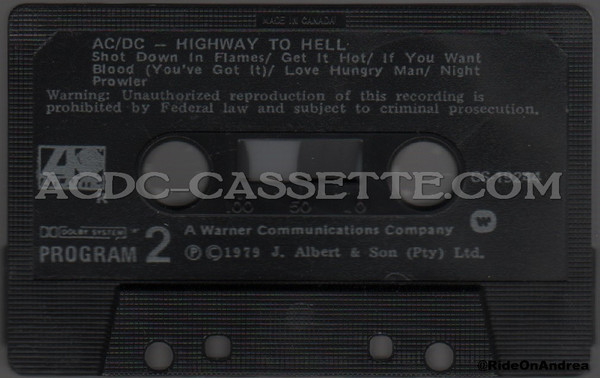 MADE IN CANADA
AC/DC – HIGHWAY TO HELL
Shot Down In Flames/ Get It Hot/ If You Want
Blood (You've Got It)/ Love Hungry Man/ Night
Prowler
Warning: Unauthorized reproduction of this recording is
prohibited by Federal law and subject to criminal prosecution.
ACDC-CASSETTE.COM
100 50 0
DOLBY SYSTEM
PROGRAM 2
A Warner Communications Company
℗©1979 J. Albert & Son (Pty) Ltd.
@RideOnAndrea